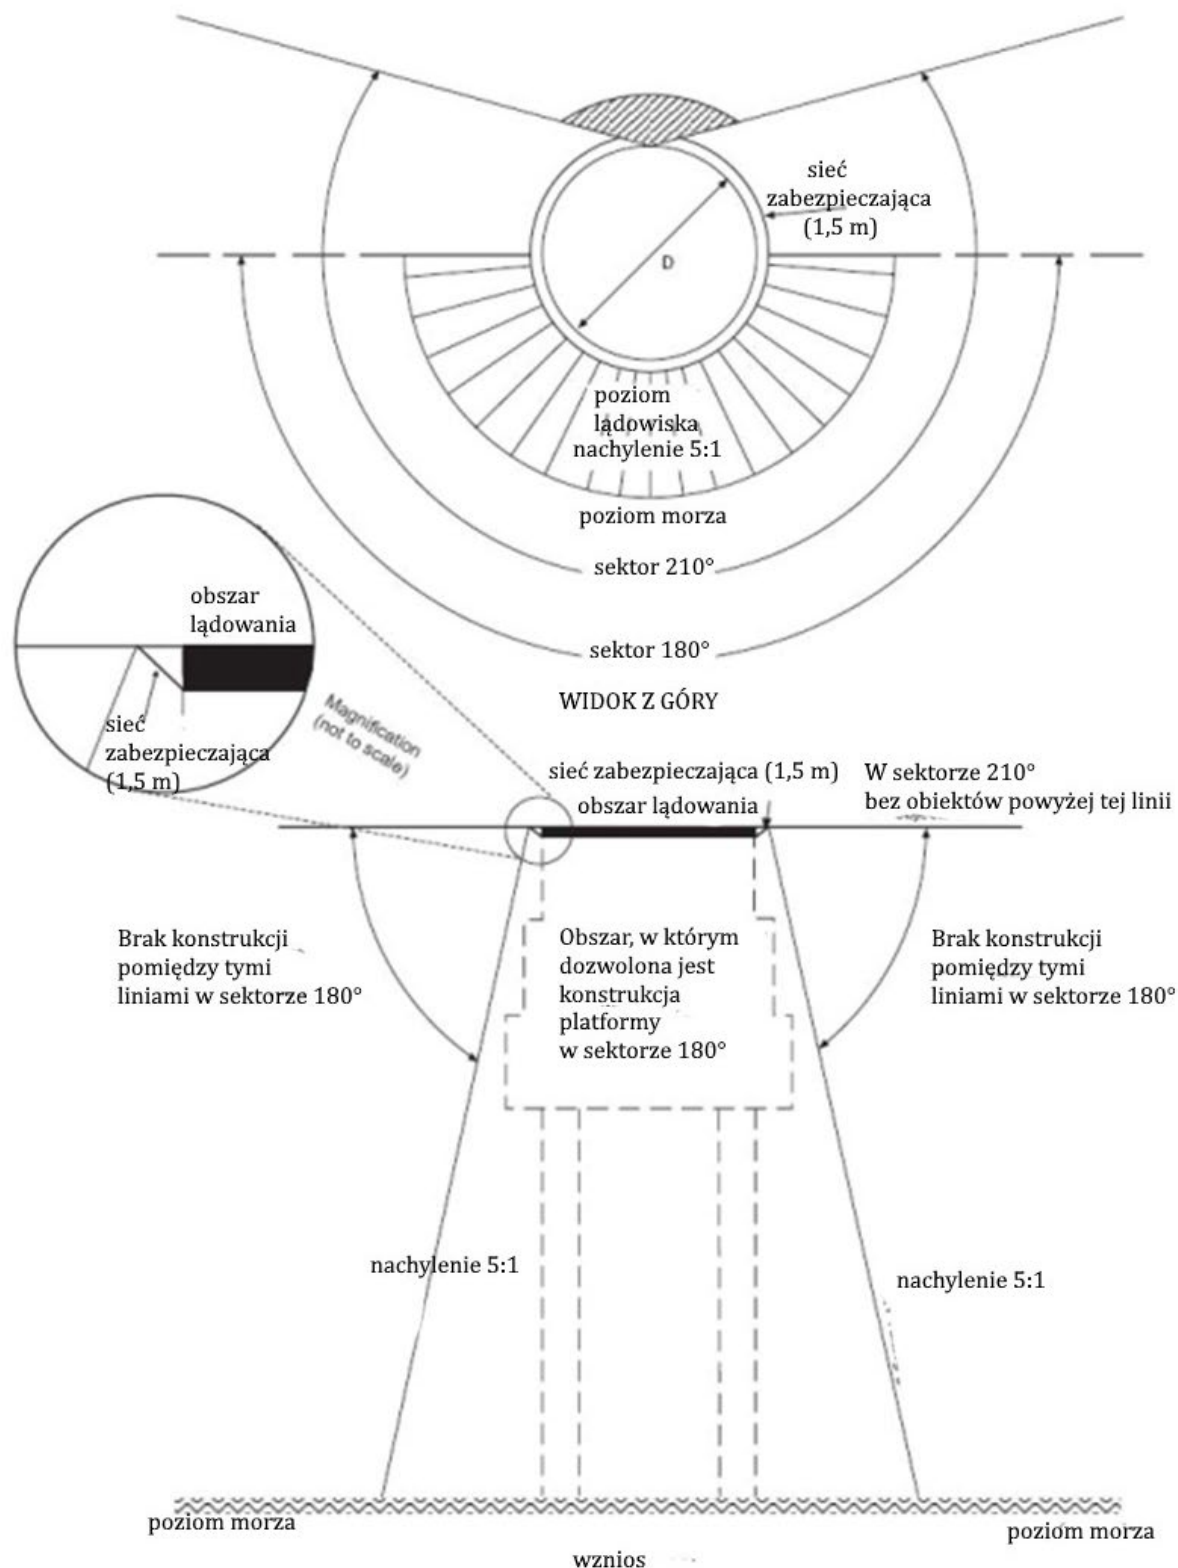 sieć
zabezpieczająca
(1,5 m)
D
poziom
lądowiska
nachylenie 5:1
poziom morza
sektor 210°
sektor 180°
WIDOK Z GÓRY
obszar
lądowania
sieć
zabezpieczająca
(1,5 m)
Magnification
(not to scale)
sieć zabezpieczająca (1,5 m)
obszar lądowania
W sektorze 210°
bez obiektów powyżej tej linii
Brak konstrukcji
pomiędzy tymi
liniami w sektorze 180°
Obszar, w którym
dozwolona jest
konstrukcja
platformy
w sektorze 180°
Brak konstrukcji
pomiędzy tymi
liniami w sektorze 180°
nachylenie 5:1
nachylenie 5:1
poziom morza
poziom morza
wznios